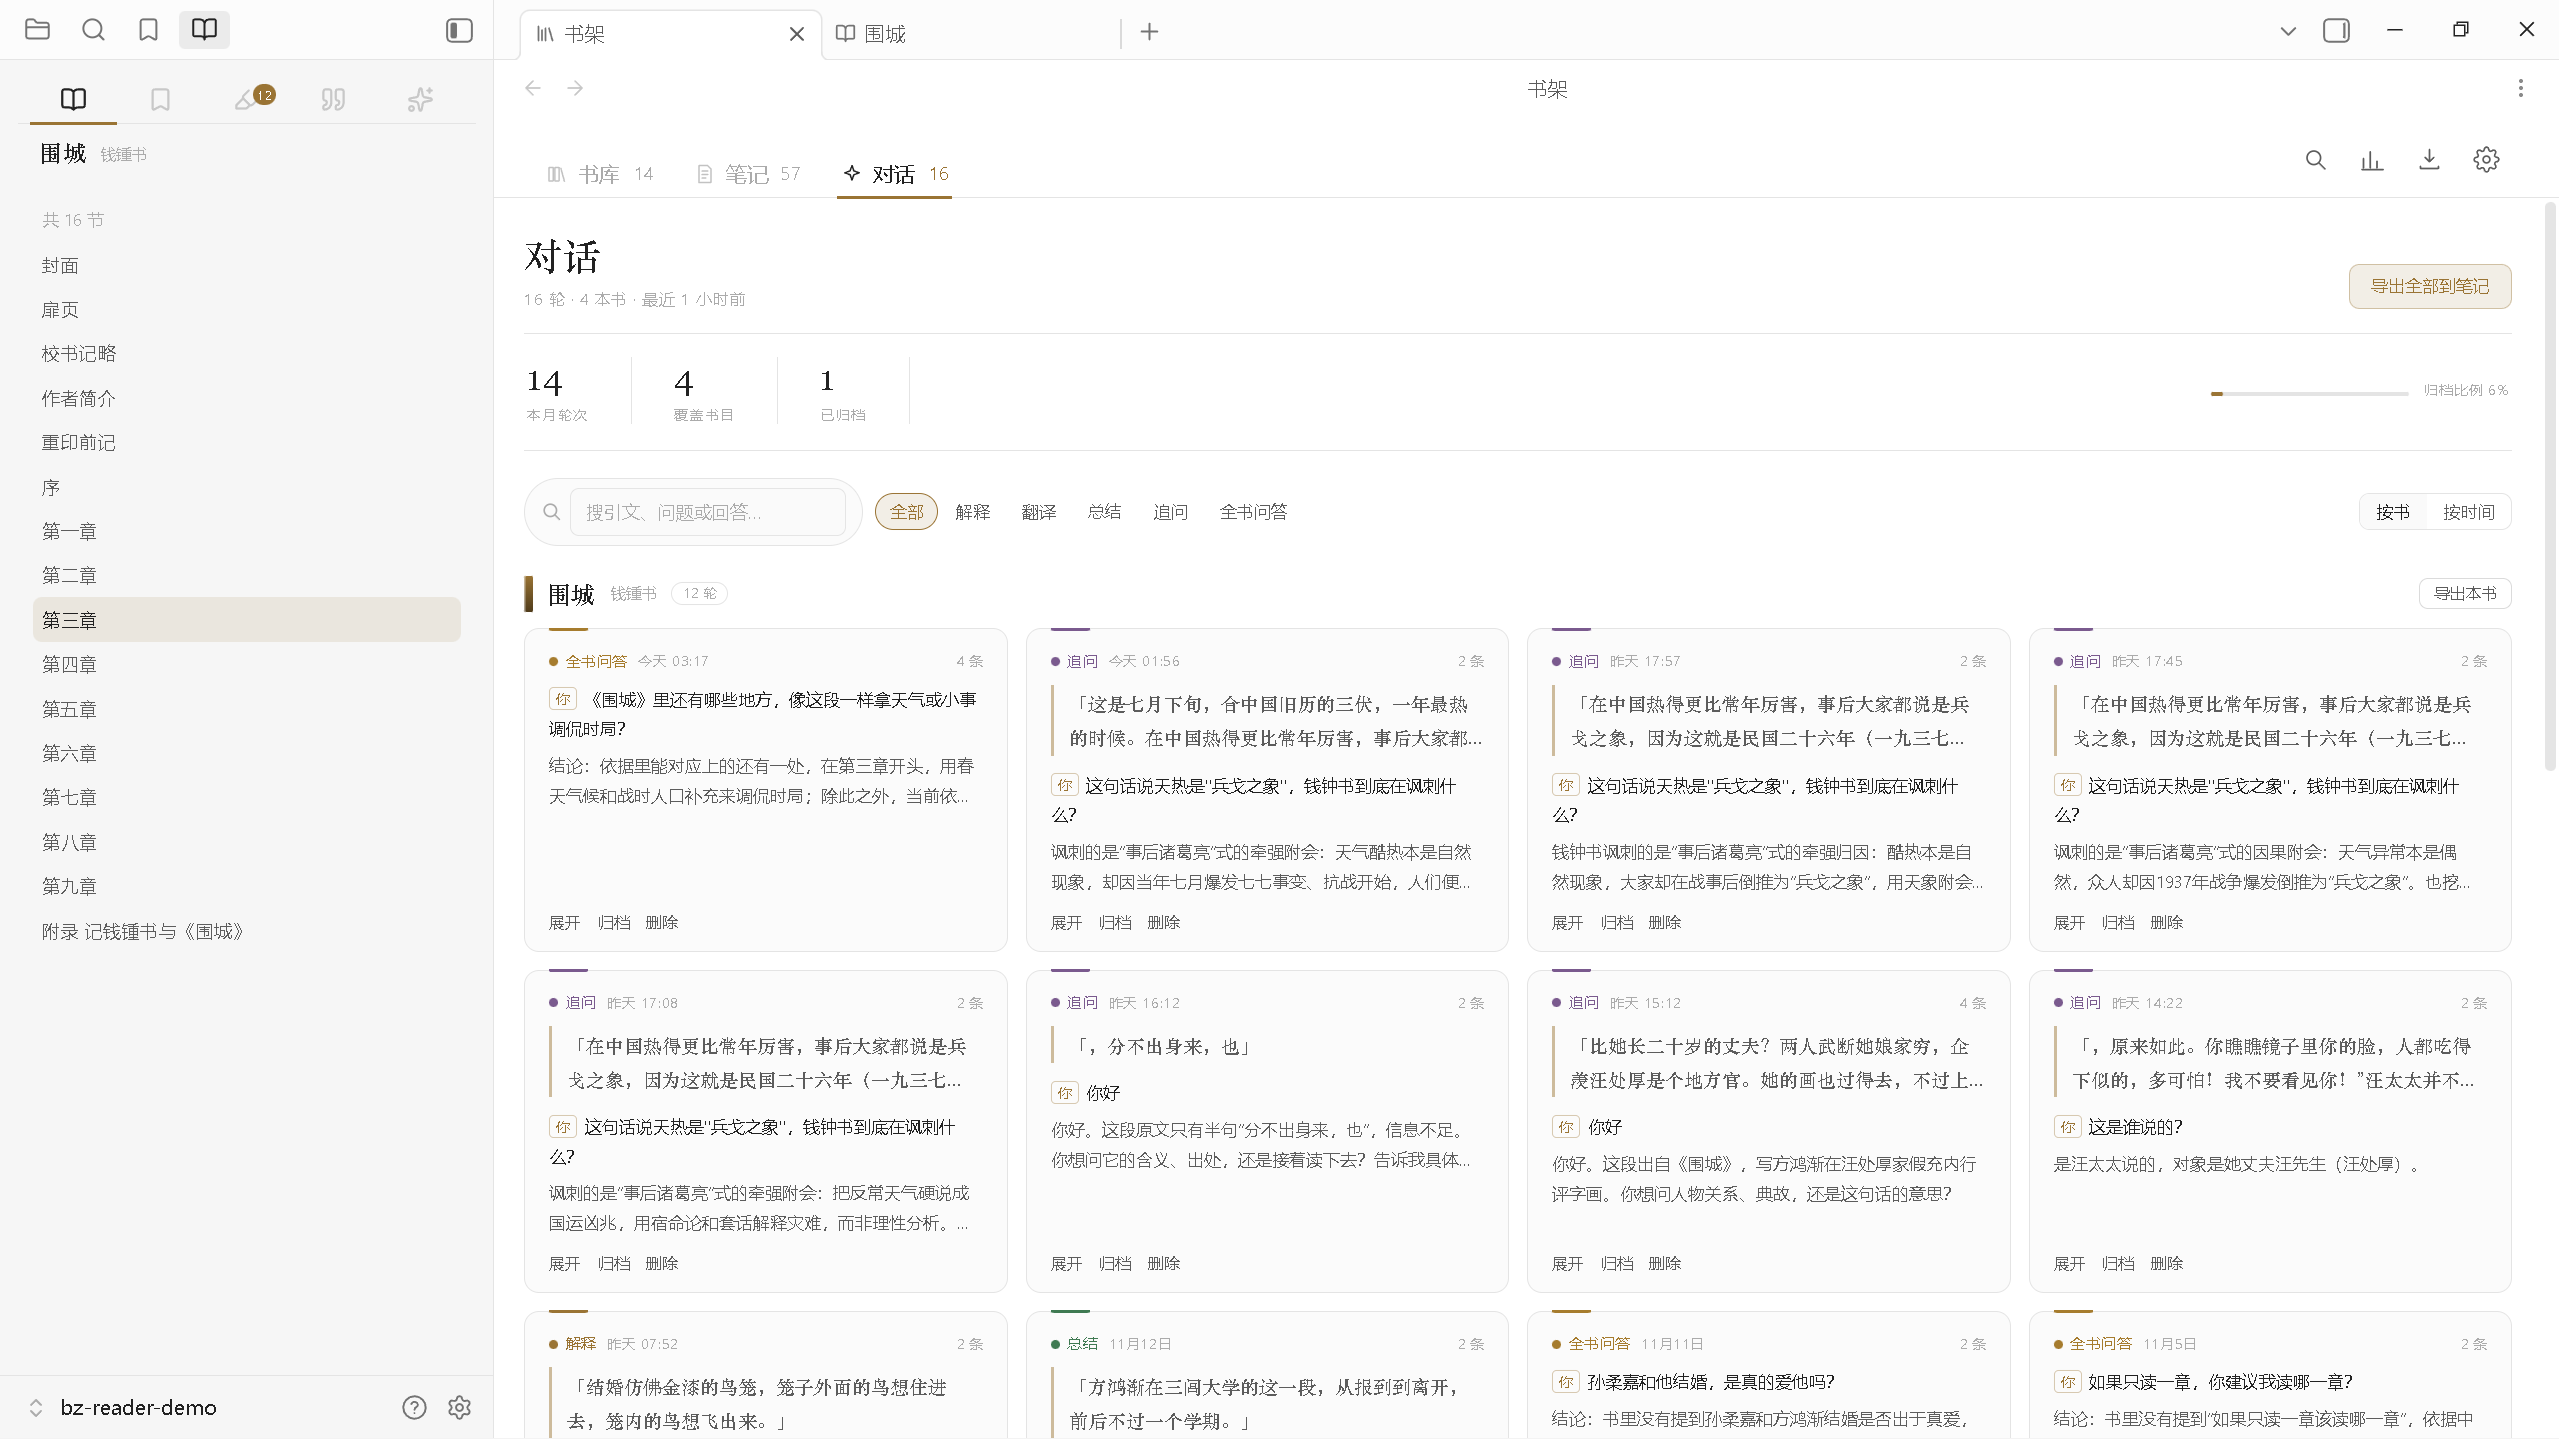 书架
围城
12
围城 钱锺书
共 16 节
封面
扉页
校书记略
作者简介
重印前记
序
第一章
第二章
第三章
第四章
第五章
第六章
第七章
第八章
第九章
附录 记钱锺书与《围城》
bz-reader-demo
书架
书库 14
笔记 57
对话 16
对话
16 轮 · 4 本书 · 最近 1 小时前
导出全部到笔记
14
本月轮次
4
覆盖书目
1
已归档
归档比例 6%
搜引文、问题或回答...
全部 解释 翻译 总结 追问 全书问答
按书 按时间
围城 钱锺书 12 轮
导出本书
全书问答 今天 03:17 4 条
你 《围城》里还有哪些地方，像这段一样拿天气或小事
调侃时局？
结论：依据里能对应上的还有一处，在第三章开头，用春
天气候和战时人口补充来调侃时局；除此之外，当前依...
展开 归档 删除
追问 今天 01:56 2 条
「这是七月下旬，合中国旧历的三伏，一年最热
的时候。在中国热得更比常年厉害，事后大家都...
你 这句话说天热是"兵戈之象"，钱钟书到底在讽刺什
么？
讽刺的是“事后诸葛亮”式的牵强附会：天气酷热本是自然
现象，却因当年七月爆发七七事变、抗战开始，人们便...
展开 归档 删除
追问 昨天 17:57 2 条
「在中国热得更比常年厉害，事后大家都说是兵
戈之象，因为这就是民国二十六年（一九三七...
你 这句话说天热是"兵戈之象"，钱钟书到底在讽刺什
么？
钱钟书讽刺的是“事后诸葛亮”式的牵强归因：酷热本是自
然现象，大家却在战事后倒推为“兵戈之象”，用天象附会...
展开 归档 删除
追问 昨天 17:45 2 条
「在中国热得更比常年厉害，事后大家都说是兵
戈之象，因为这就是民国二十六年（一九三七...
你 这句话说天热是"兵戈之象"，钱钟书到底在讽刺什
么？
讽刺的是“事后诸葛亮”式的因果附会：天气异常本是偶
然，众人却因1937年战争爆发倒推为“兵戈之象”。也挖...
展开 归档 删除
追问 昨天 17:08 2 条
「在中国热得更比常年厉害，事后大家都说是兵
戈之象，因为这就是民国二十六年（一九三七...
你 这句话说天热是"兵戈之象"，钱钟书到底在讽刺什
么？
讽刺的是“事后诸葛亮”式的牵强附会：把反常天气硬说成
国运凶兆，用宿命论和套话解释灾难，而非理性分析。...
展开 归档 删除
追问 昨天 16:12 2 条
「，分不出身来，也」
你 你好
你好。这段原文只有半句“分不出身来，也”，信息不足。
你想问它的含义、出处，还是接着读下去？告诉我具体...
展开 归档 删除
追问 昨天 15:12 4 条
「比她长二十岁的丈夫？两人武断她娘家穷，企
羡汪处厚是个地方官。她的画也过得去，不过上...
你 你好
你好。这段出自《围城》，写方鸿渐在汪处厚家假充内行
评字画。你想问人物关系、典故，还是这句话的意思？
展开 归档 删除
追问 昨天 14:22 2 条
「，原来如此。你瞧瞧镜子里你的脸，人都吃得
下似的，多可怕！我不要看见你！”汪太太并不...
你 这是谁说的？
是汪太太说的，对象是她丈夫汪先生（汪处厚）。
展开 归档 删除
解释 昨天 07:52 2 条
「结婚仿佛金漆的鸟笼，笼子外面的鸟想住进
去，笼内的鸟想飞出来。」
总结 11月12日 2 条
「方鸿渐在三闾大学的这一段，从报到到离开，
前后不过一个学期。」
全书问答 11月11日 2 条
你 孙柔嘉和他结婚，是真的爱他吗？
结论：书里没有提到孙柔嘉和方鸿渐结婚是否出于真爱，
全书问答 11月5日 2 条
你 如果只读一章，你建议我读哪一章？
结论：书里没有提到“如果只读一章该读哪一章”，依据中